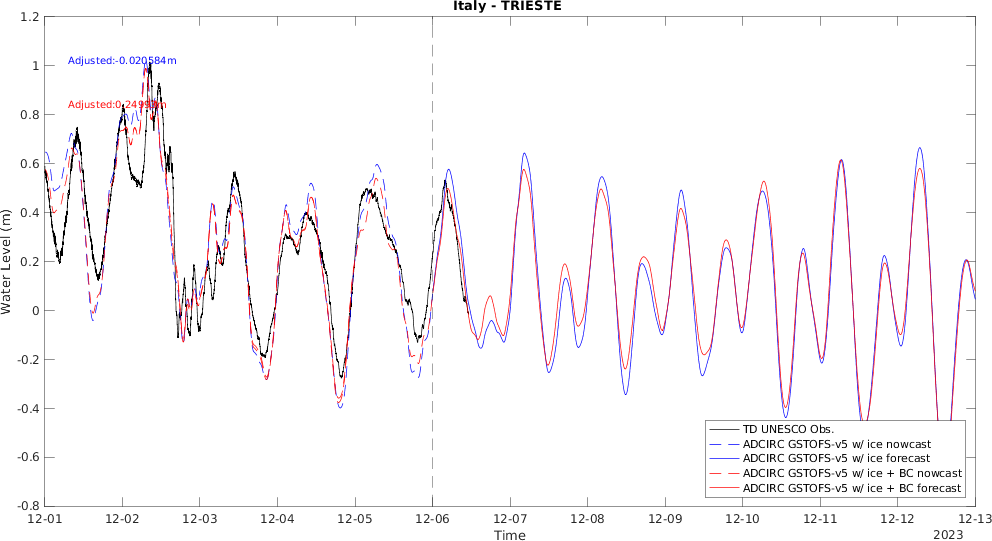 Italy - TRIESTE
1.2
1
0.8
0.6
0.4
0.2
0
-0.2
-0.4
-0.6
-0.8
Water Level (m)
Adjusted:-0.020584m
TD UNESCO Obs.
ADCIRC GSTOFS-v5 w/ ice nowcast
ADCIRC GSTOFS-v5 w/ ice forecast
ADCIRC GSTOFS-v5 w/ ice + BC nowcast
ADCIRC GSTOFS-v5 w/ ice + BC forecast
12-01 12-02 12-03 12-04 12-05 12-06 12-07 12-08 12-09 12-10 12-11 12-12 12-13
Time
2023